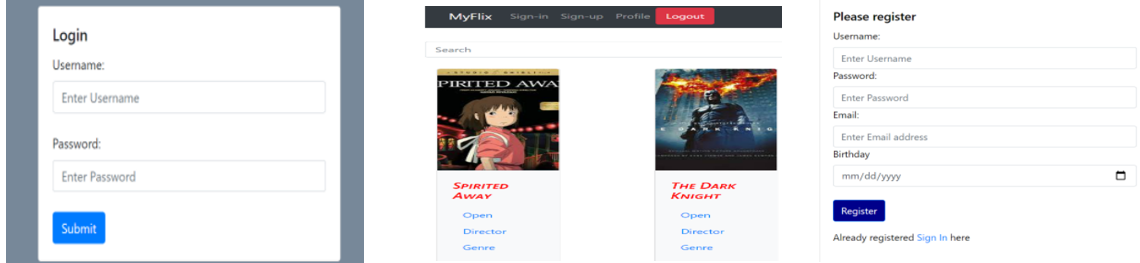 Login
Username:
Enter Username
Password:
Enter Password
Submit
MyFlix Sign-in Sign-up Profile Logout
Search
PIRITED AWA
SPIRITED
AWAY
Open
Director
Genre
E DARK KNIG
THE DARK
KNIGHT
Open
Director
Genre
Please register
Username:
Enter Username
Password:
Enter Password
Email:
Enter Email address
Birthday
mm/dd/yyyy
Register
Already registered Sign In here